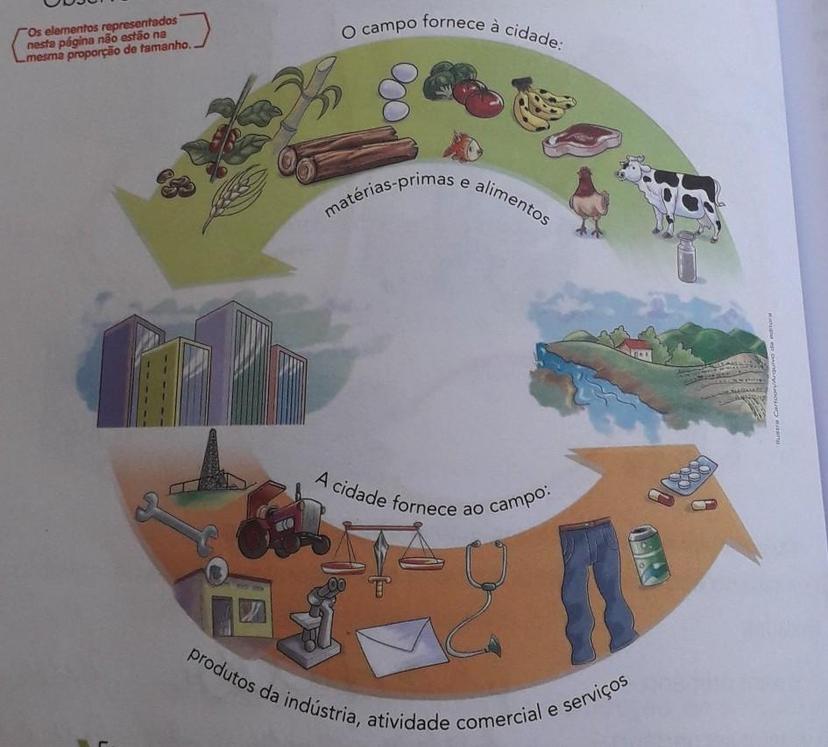 Os elementos representados
nesta página não estão na
mesma proporção de tamanho.
O campo fornece à cidade:
matérias-primas e alimentos
Ilustra Cartoon/Arquivo da editora
A cidade fornece ao campo:
produtos da indústria, atividade comercial e serviços